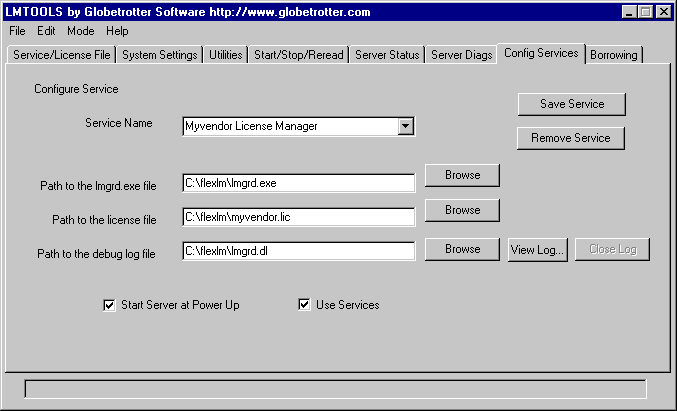 LMTOOLS by Globetrotter Software http://www.globetrotter.com
File Edit Mode Help
Service/License File System Settings Utilities Start/Stop/Reread Server Status Server Diags Config Services Borrowing
Configure Service
Save Service
Service Name Myvendor License Manager
Remove Service
Path to the lmgrd.exe file C:\flexlm\lmgrd.exe Browse
Path to the license file C:\flexlm\myvendor.lic Browse
Path to the debug log file C:\flexlm\lmgrd.dl Browse View Log... Close Log
Start Server at Power Up Use Services